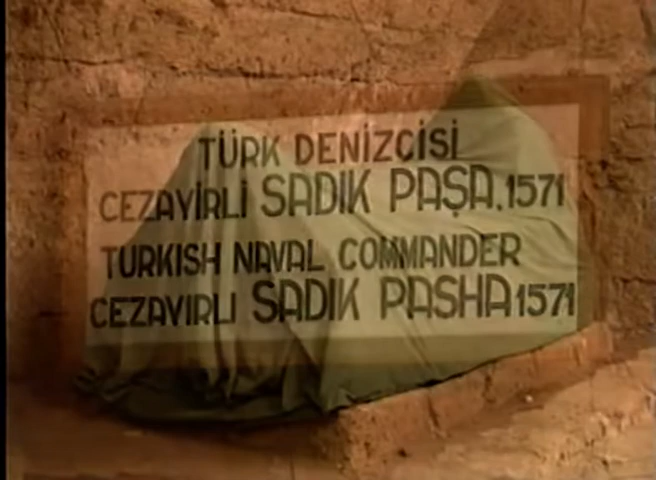 TÜRK DENİZCİSİ
CEZAYİRLİ SADIK PAŞA.1571
TURKISH NAVAL COMMANDER
CEZAYIRLI SADIK PASHA 1571